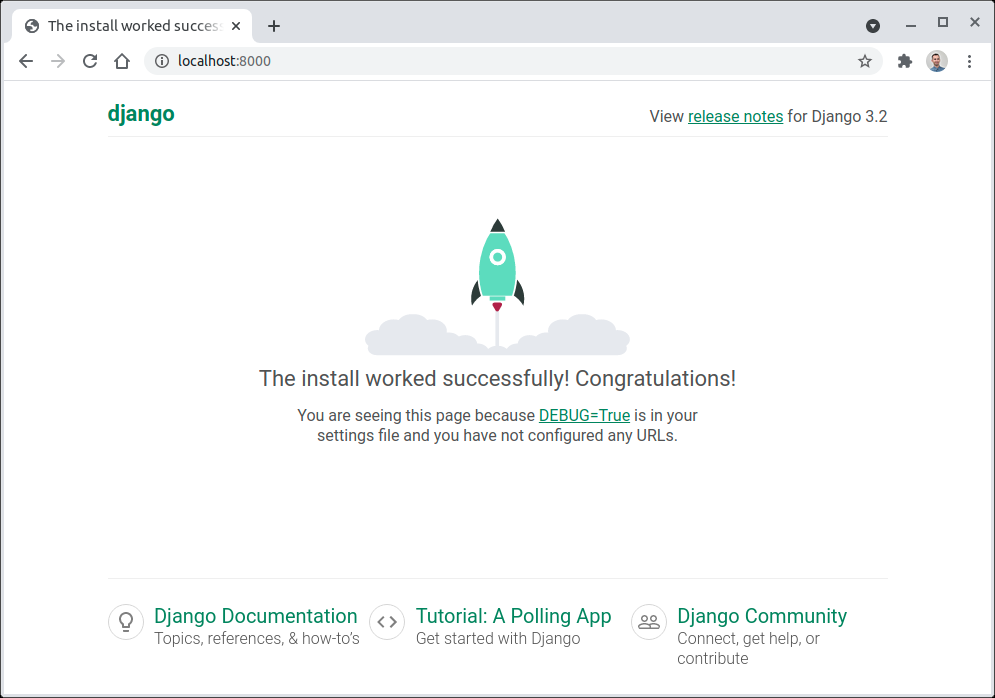 The install worked succes
localhost:8000
django
View release notes for Django 3.2
The install worked successfully! Congratulations!
You are seeing this page because DEBUG=True is in your
settings file and you have not configured any URLs.
Django Documentation
Topics, references, & how-to’s
Tutorial: A Polling App
Get started with Django
Django Community
Connect, get help, or
contribute